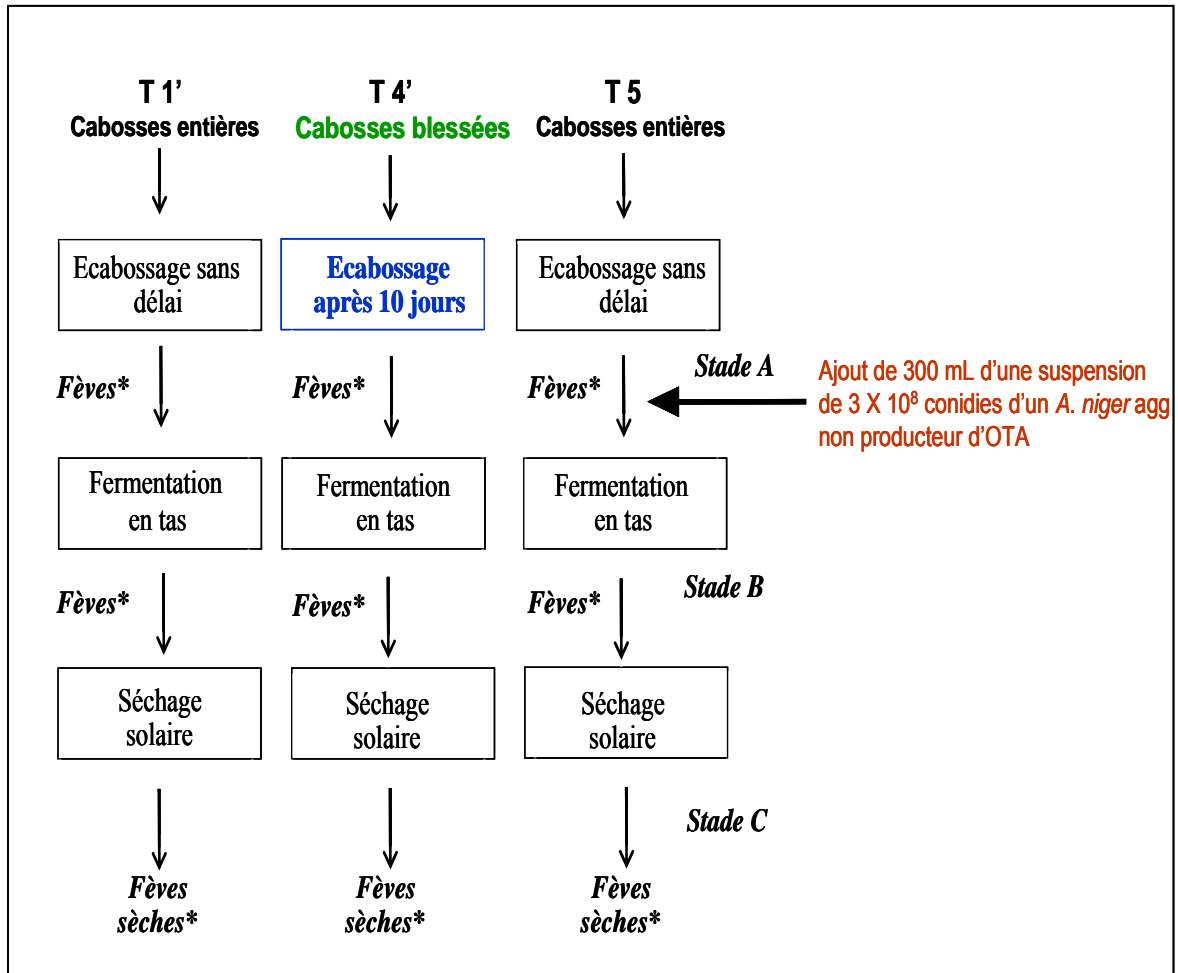 T 1’
Cabosses entières
T 4’
Cabosses blessées
T 5
Cabosses entières
Ecabossage sans
délai
Ecabossage
après 10 jours
Ecabossage sans
délai
Fèves*
Fèves*
Fèves*
Stade A
Ajout de 300 mL d’une suspension
de 3 X 10⁸ conidies d’un A. niger agg
non producteur d’OTA
Fermentation
en tas
Fermentation
en tas
Fermentation
en tas
Fèves*
Fèves*
Fèves*
Stade B
Séchage
solaire
Séchage
solaire
Séchage
solaire
Stade C
Fèves
sèches*
Fèves
sèches*
Fèves
sèches*